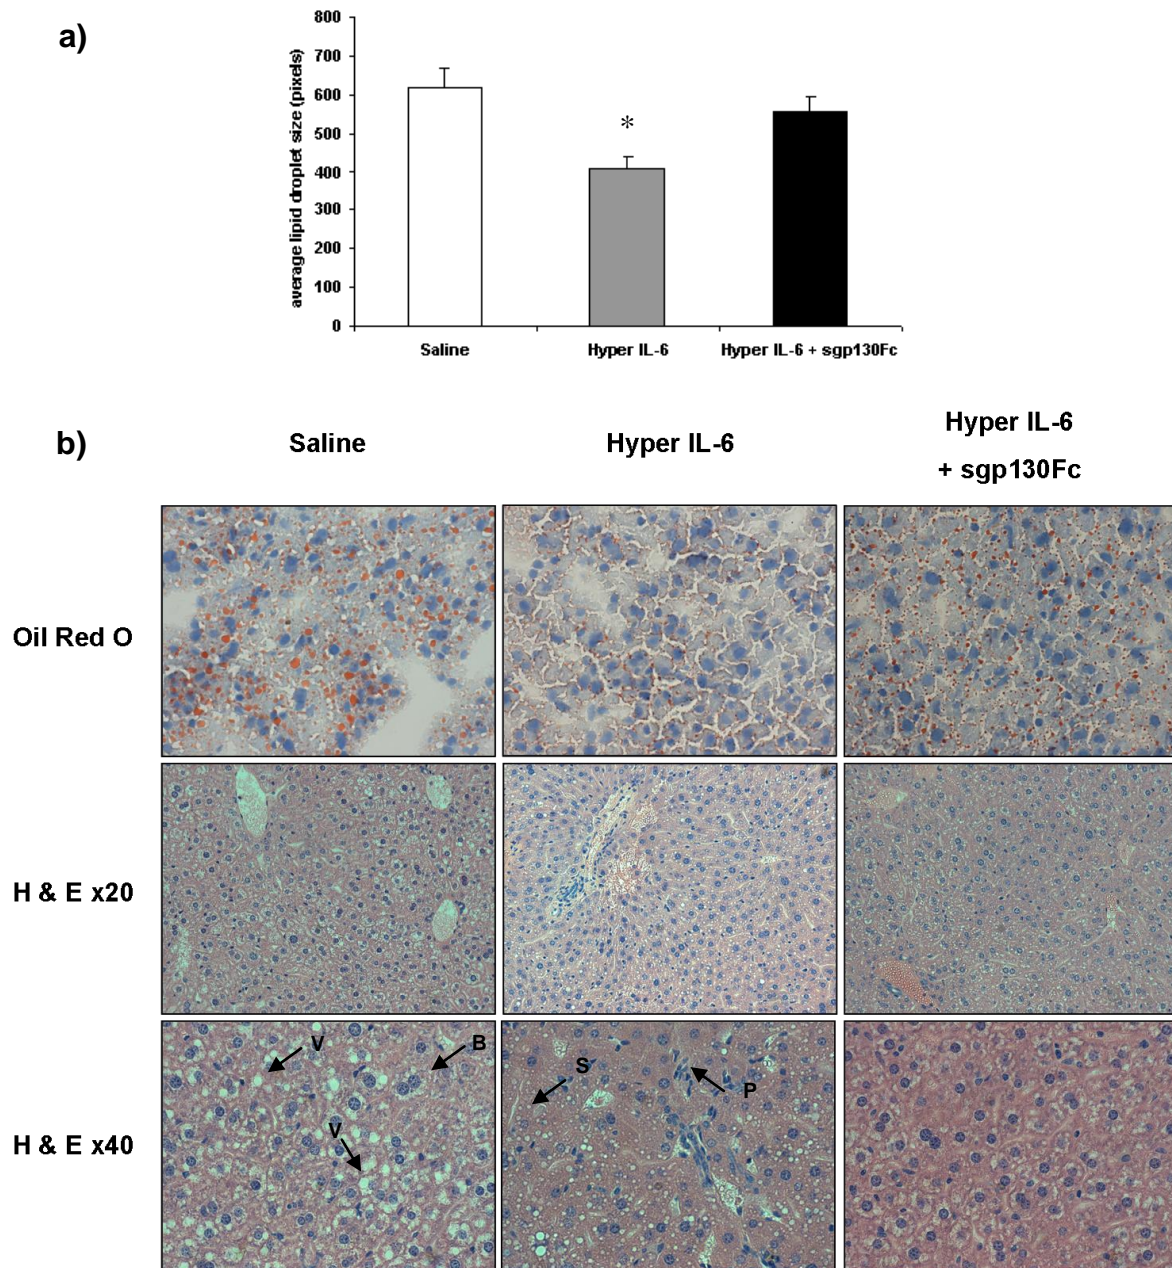 a)
average lipid droplet size (pixels)
800
700
600
500
400
300
200
100
0
*
Saline
Hyper IL-6
Hyper IL-6 + sgp130Fc
b)
Saline
Hyper IL-6
Hyper IL-6
+ sgp130Fc
Oil Red O
H & E x20
H & E x40
V
B
V
S
P